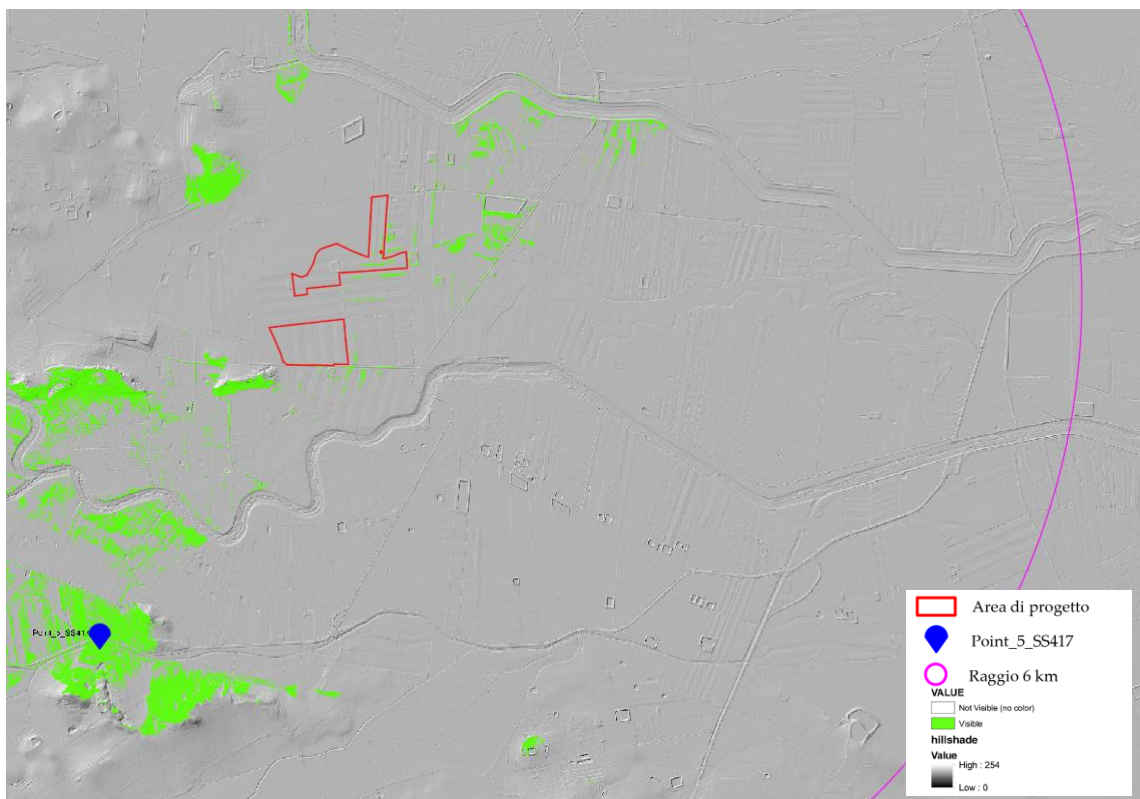 Point_5_SS417
Area di progetto
Point_5_SS417
Raggio 6 km
VALUE
Not Visible (no color)
Visible
hillshade
Value
High : 254
Low : 0